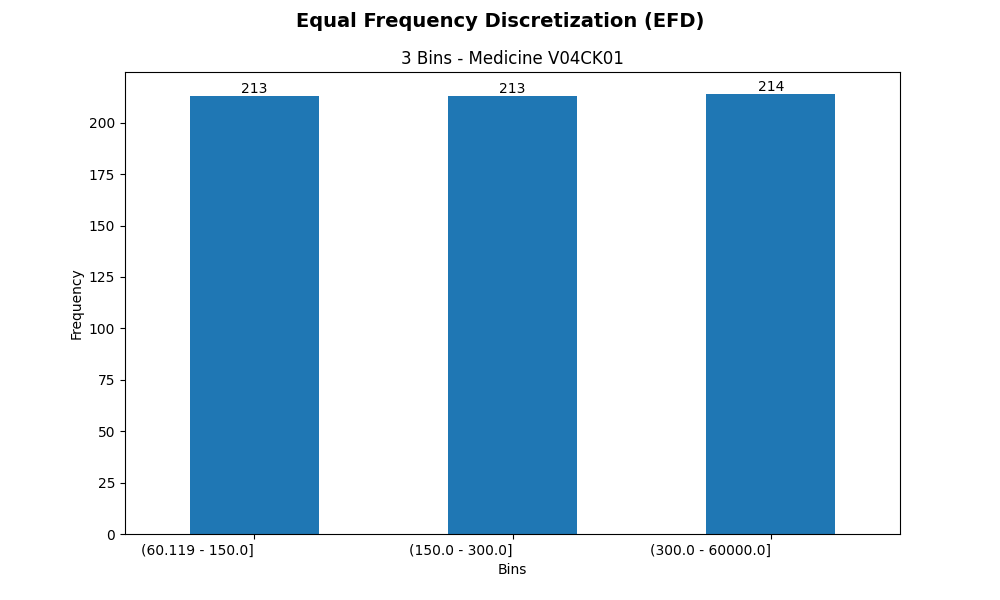 Equal Frequency Discretization (EFD)
3 Bins - Medicine V04CK01
213
213
214
200
175
150
125
100
75
50
25
0
Frequency
(60.119 - 150.0]
(150.0 - 300.0]
(300.0 - 60000.0]
Bins